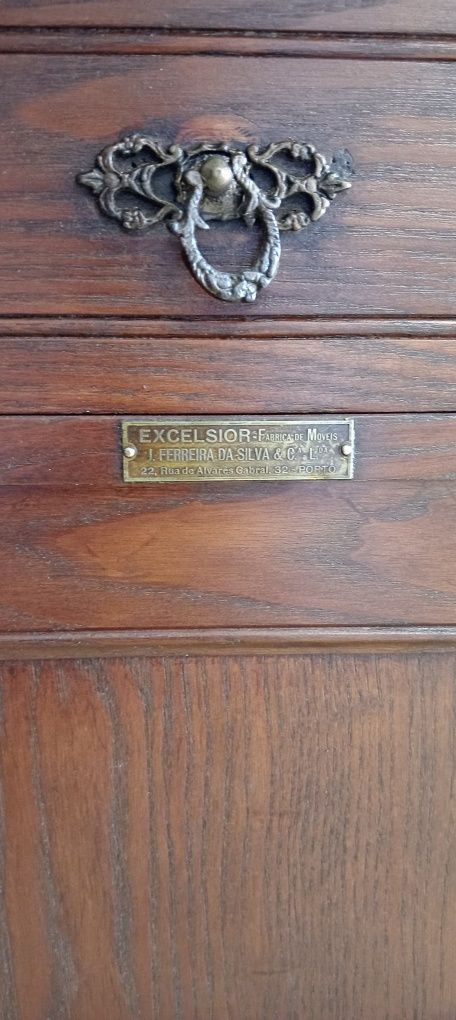 EXCELSIOR-FABRICA DE MOVEIS
J. FERREIRA DA SILVA & Cᴬ. Lᴰᴬ
22, Rua de Alvares Cabral, 32 - PORTO